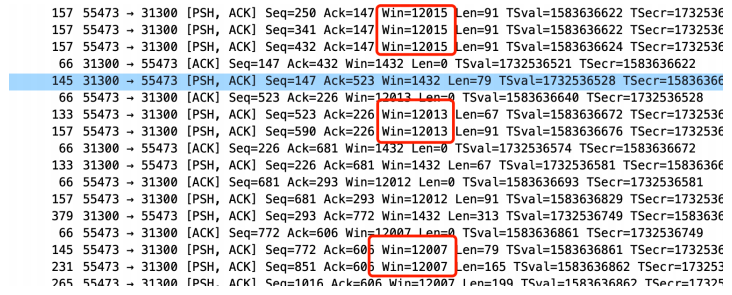 157 55473 → 31300 [PSH, ACK] Seq=250 Ack=147 Win=12015 Len=91 TSval=1583636622 TSecr=1732536
157 55473 → 31300 [PSH, ACK] Seq=341 Ack=147 Win=12015 Len=91 TSval=1583636622 TSecr=1732536
157 55473 → 31300 [PSH, ACK] Seq=432 Ack=147 Win=12015 Len=91 TSval=1583636624 TSecr=1732536
66 31300 → 55473 [ACK] Seq=147 Ack=432 Win=1432 Len=0 TSval=1732536521 TSecr=1583636622
145 31300 → 55473 [PSH, ACK] Seq=147 Ack=523 Win=1432 Len=79 TSval=1732536528 TSecr=15836366
66 55473 → 31300 [ACK] Seq=523 Ack=226 Win=12013 Len=0 TSval=1583636640 TSecr=1732536528
133 55473 → 31300 [PSH, ACK] Seq=523 Ack=226 Win=12013 Len=67 TSval=1583636672 TSecr=1732536
157 55473 → 31300 [PSH, ACK] Seq=590 Ack=226 Win=12013 Len=91 TSval=1583636676 TSecr=1732536
66 31300 → 55473 [ACK] Seq=226 Ack=681 Win=1432 Len=0 TSval=1732536574 TSecr=1583636672
133 31300 → 55473 [PSH, ACK] Seq=226 Ack=681 Win=1432 Len=67 TSval=1732536581 TSecr=15836366
66 55473 → 31300 [ACK] Seq=681 Ack=293 Win=12012 Len=0 TSval=1583636693 TSecr=1732536581
157 55473 → 31300 [PSH, ACK] Seq=681 Ack=293 Win=12012 Len=91 TSval=1583636829 TSecr=1732536
379 31300 → 55473 [PSH, ACK] Seq=293 Ack=772 Win=1432 Len=313 TSval=1732536749 TSecr=1583636
66 55473 → 31300 [ACK] Seq=772 Ack=606 Win=12007 Len=0 TSval=1583636861 TSecr=1732536749
145 55473 → 31300 [PSH, ACK] Seq=772 Ack=606 Win=12007 Len=79 TSval=1583636861 TSecr=1732536
231 55473 → 31300 [PSH, ACK] Seq=851 Ack=606 Win=12007 Len=165 TSval=1583636862 TSecr=173253
265 55473 → 31300 [PSH, ACK] Seq=1016 Ack=606 Win=12007 Len=199 TSval=1583636862 TSecr=17325